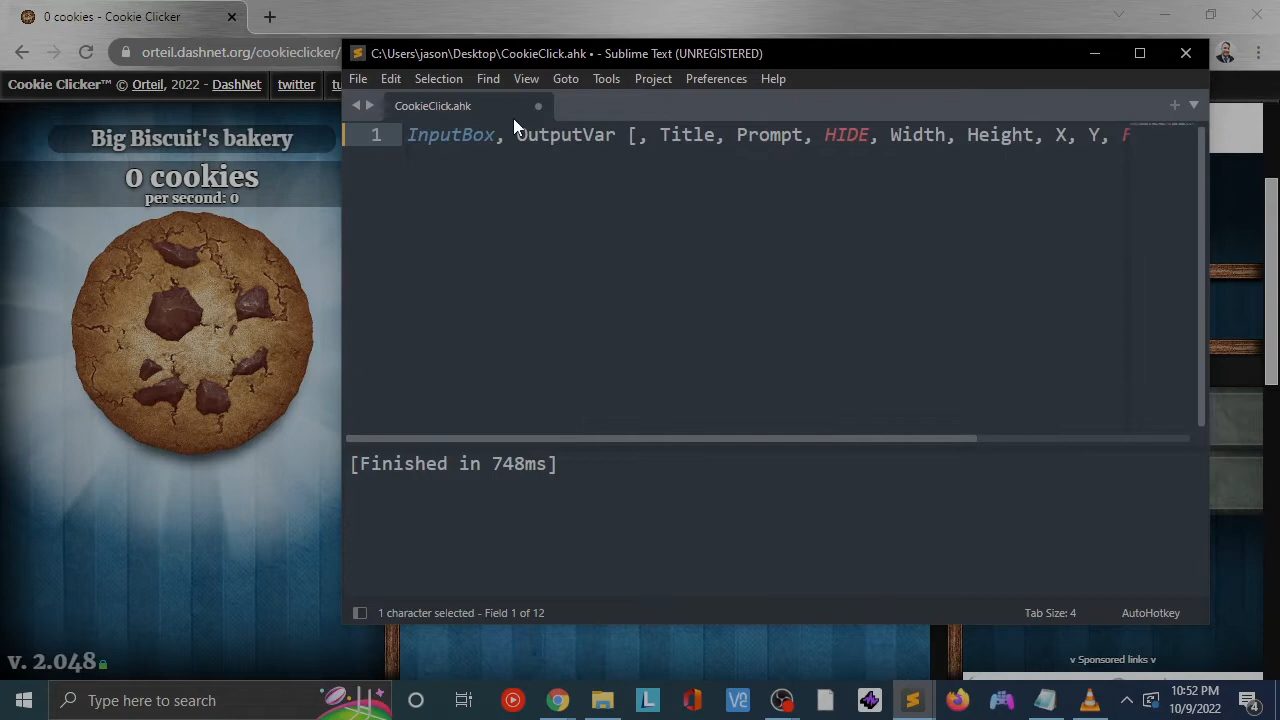 0 cookies - Cookie Clicker
orteil.dashnet.org/cookieclicker/
Cookie Clicker™ © Orteil, 2022 - DashNet
twitter
tu
Big Biscuit's bakery
0 cookies
per second: 0
v. 2.048
C:\Users\jason\Desktop\CookieClick.ahk • - Sublime Text (UNREGISTERED)
File Edit Selection Find View Goto Tools Project Preferences Help
CookieClick.ahk
1 InputBox, OutputVar [, Title, Prompt, HIDE, Width, Height, X, Y, F
[Finished in 748ms]
1 character selected - Field 1 of 12
Tab Size: 4
AutoHotkey
v Sponsored links v
Type here to search
10:52 PM
10/9/2022
4